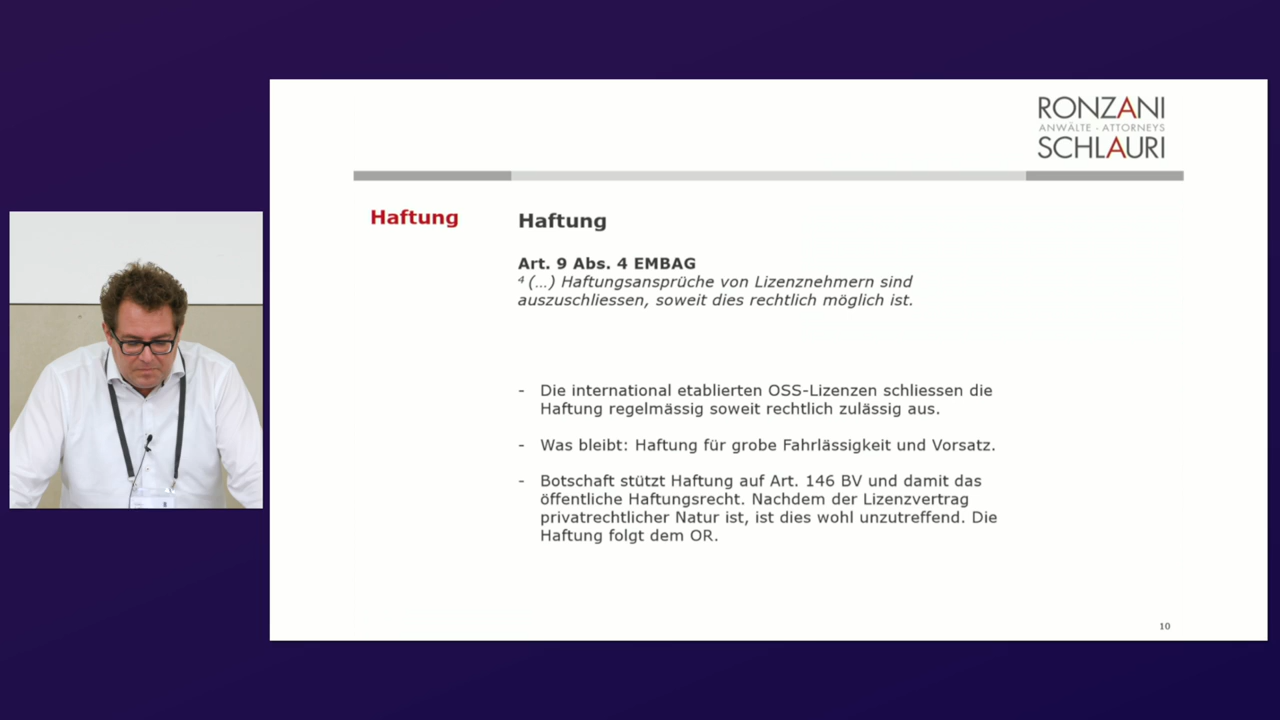 RONZANI
ANWÄLTE - ATTORNEYS
SCHLAURI
Haftung
Haftung
Art. 9 Abs. 4 EMBAG
⁴ (…) Haftungsansprüche von Lizenznehmern sind
auszuschliessen, soweit dies rechtlich möglich ist.
- Die international etablierten OSS-Lizenzen schliessen die
Haftung regelmässig soweit rechtlich zulässig aus.
- Was bleibt: Haftung für grobe Fahrlässigkeit und Vorsatz.
- Botschaft stützt Haftung auf Art. 146 BV und damit das
öffentliche Haftungsrecht. Nachdem der Lizenzvertrag
privatrechtlicher Natur ist, ist dies wohl unzutreffend. Die
Haftung folgt dem OR.
10